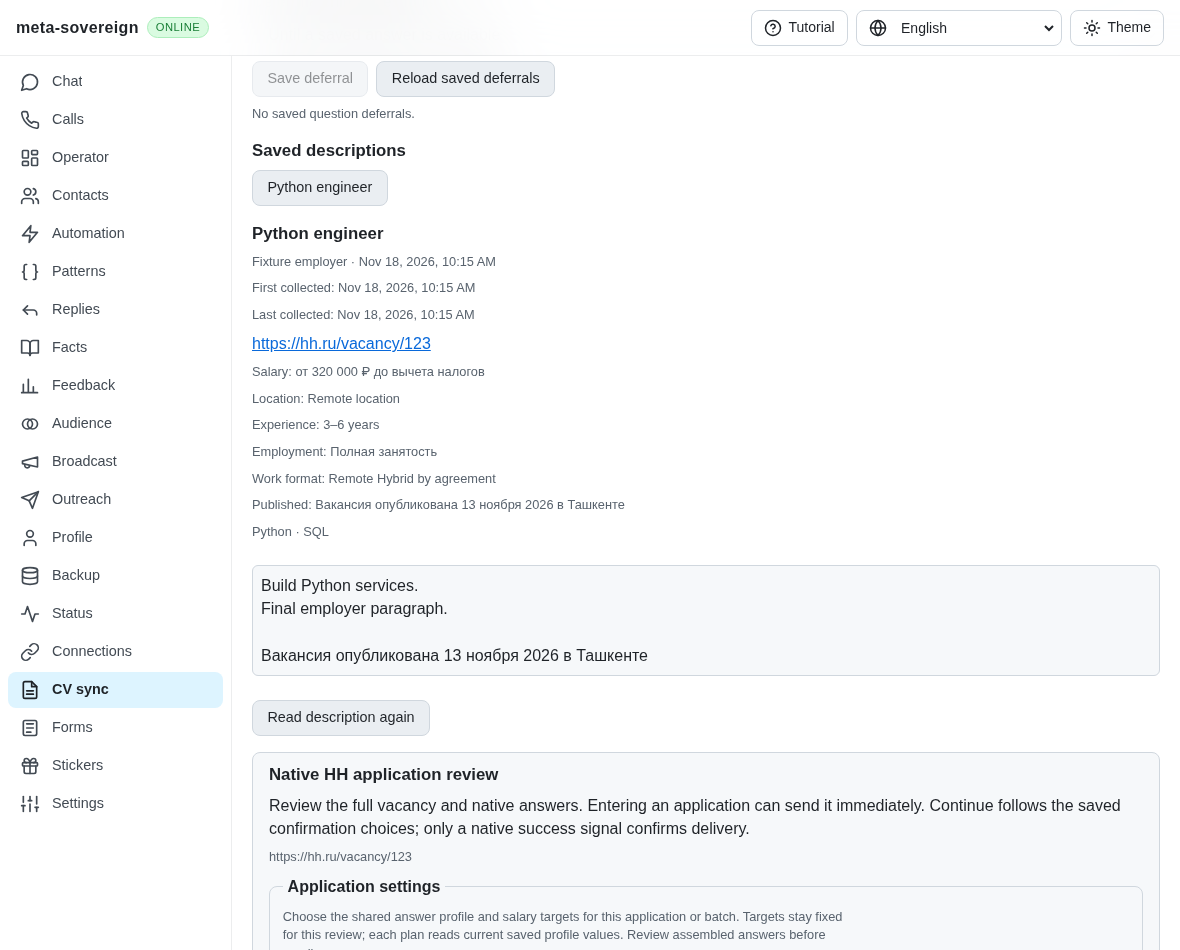 meta-sovereign ONLINE
Tutorial
English
Theme
Chat
Calls
Operator
Contacts
Automation
Patterns
Replies
Facts
Feedback
Audience
Broadcast
Outreach
Profile
Backup
Status
Connections
CV sync
Forms
Stickers
Settings
Save deferral
Reload saved deferrals
No saved question deferrals.
Saved descriptions
Python engineer
Python engineer
Fixture employer · Nov 18, 2026, 10:15 AM
First collected: Nov 18, 2026, 10:15 AM
Last collected: Nov 18, 2026, 10:15 AM
https://hh.ru/vacancy/123
Salary: от 320 000 ₽ до вычета налогов
Location: Remote location
Experience: 3–6 years
Employment: Полная занятость
Work format: Remote Hybrid by agreement
Published: Вакансия опубликована 13 ноября 2026 в Ташкенте
Python · SQL
Build Python services.
Final employer paragraph.
Вакансия опубликована 13 ноября 2026 в Ташкенте
Read description again
Native HH application review
Review the full vacancy and native answers. Entering an application can send it immediately. Continue follows the saved
confirmation choices; only a native success signal confirms delivery.
https://hh.ru/vacancy/123
Application settings
Choose the shared answer profile and salary targets for this application or batch. Targets stay fixed
for this review; each plan reads current saved profile values. Review assembled answers before